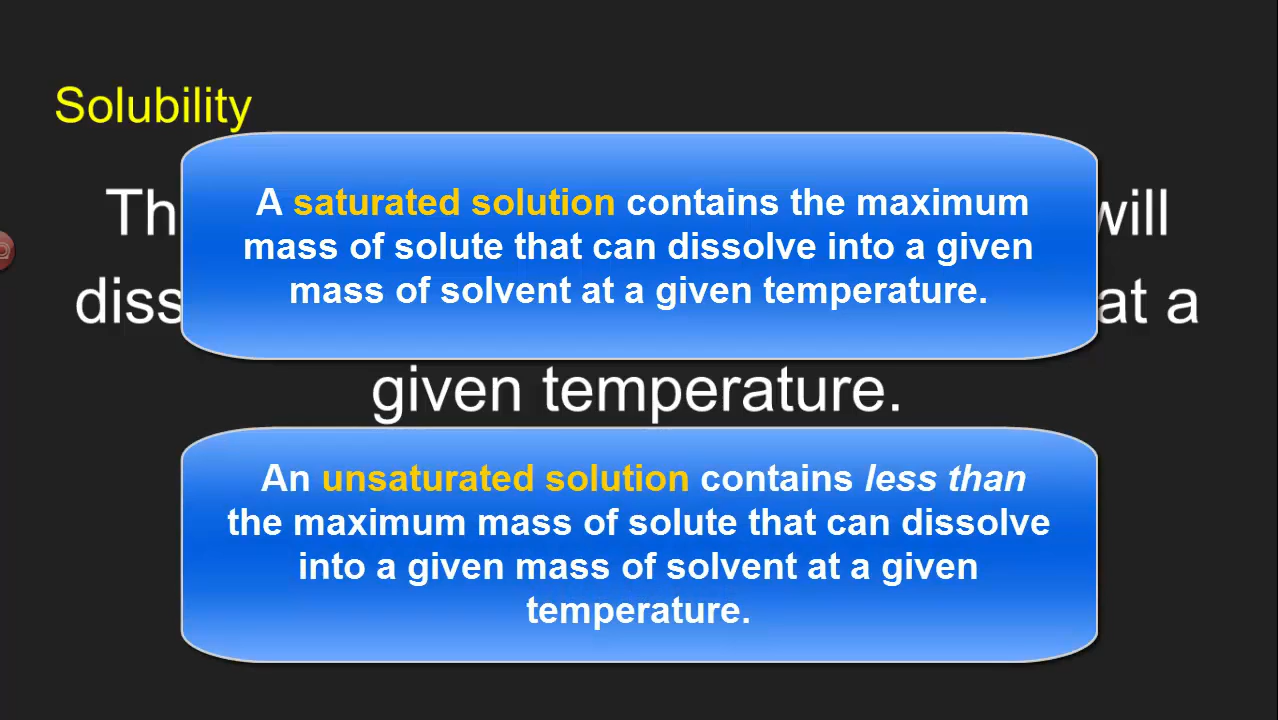 Solubility
A saturated solution contains the maximum
mass of solute that can dissolve into a given
mass of solvent at a given temperature.
will
at a
given temperature.
An unsaturated solution contains less than
the maximum mass of solute that can dissolve
into a given mass of solvent at a given
temperature.